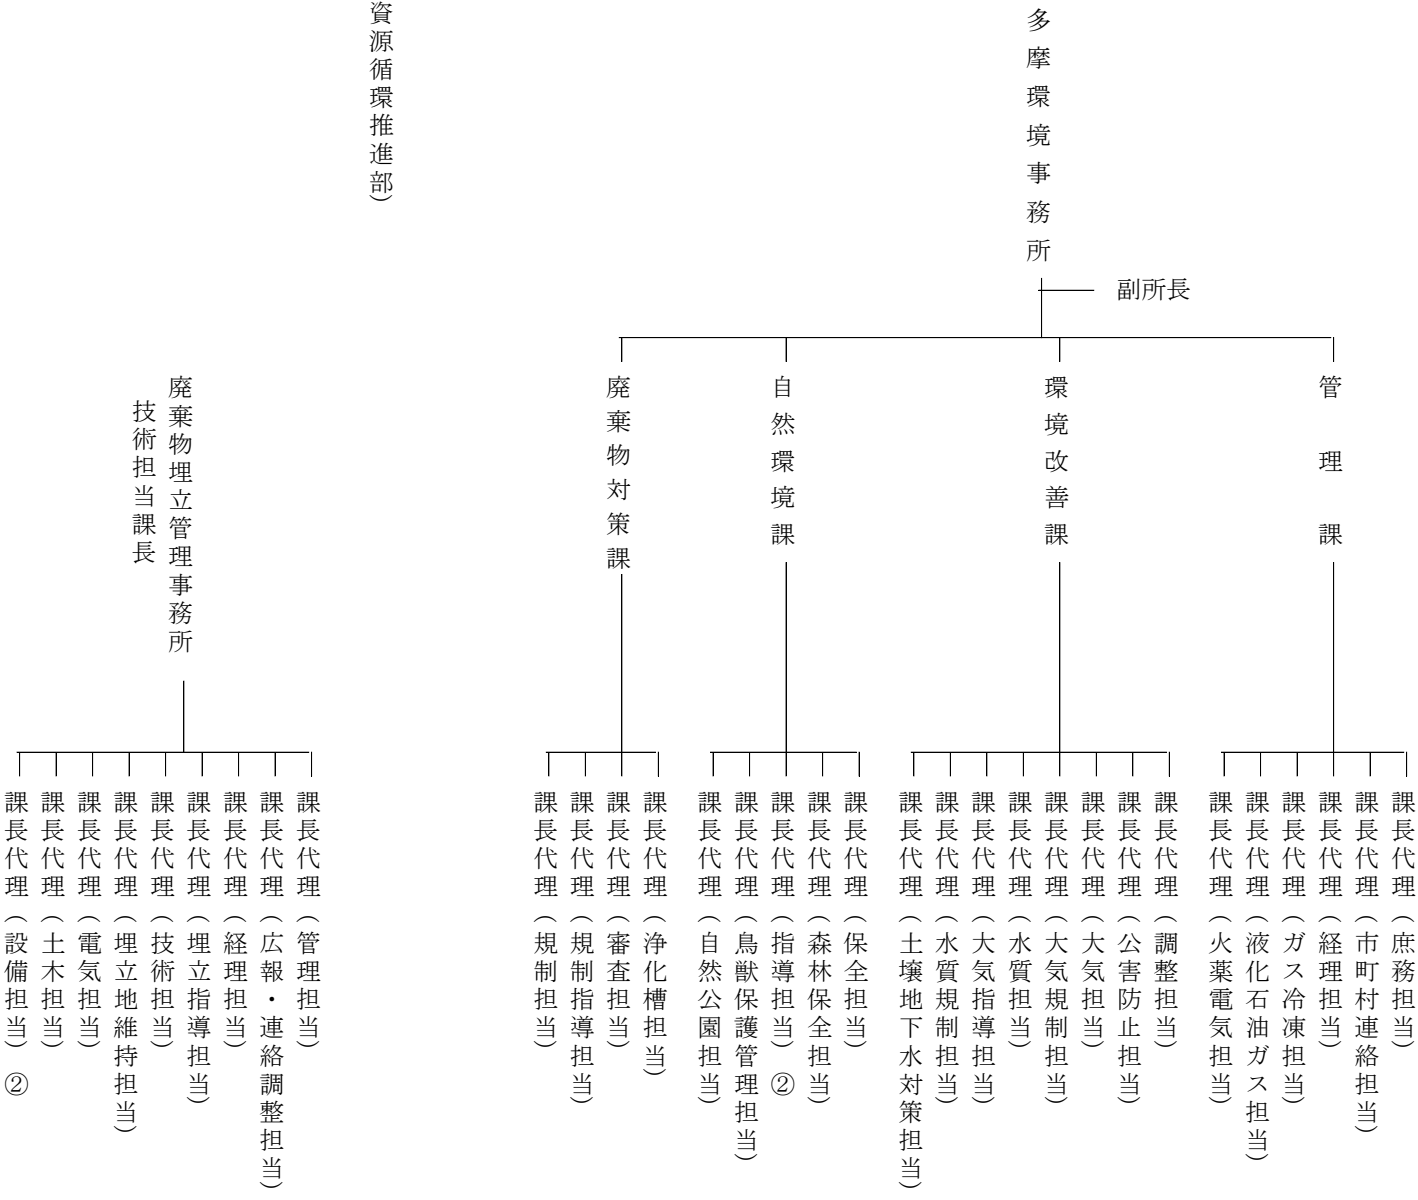 多摩環境事務所
副所長
管理課
課長代理(庶務担当)
課長代理(市町村連絡担当)
課長代理(経理担当)
課長代理(ガス冷凍担当)
課長代理(液化石油ガス担当)
課長代理(火薬電気担当)
環境改善課
課長代理(調整担当)
課長代理(公害防止担当)
課長代理(大気担当)
課長代理(大気規制担当)
課長代理(水質担当)
課長代理(大気指導担当)
課長代理(水質規制担当)
課長代理(土壌地下水対策担当)
自然環境課
課長代理(保全担当)
課長代理(森林保全担当)
課長代理(指導担当)②
課長代理(鳥獣保護管理担当)
課長代理(自然公園担当)
廃棄物対策課
課長代理(浄化槽担当)
課長代理(審査担当)
課長代理(規制指導担当)
課長代理(規制担当)
資源循環推進部)
廃棄物埋立管理事務所
技術担当課長
課長代理(管理担当)
課長代理(広報・連絡調整担当)
課長代理(経理担当)
課長代理(埋立指導担当)
課長代理(技術担当)
課長代理(埋立地維持担当)
課長代理(電気担当)
課長代理(土木担当)
課長代理(設備担当)②